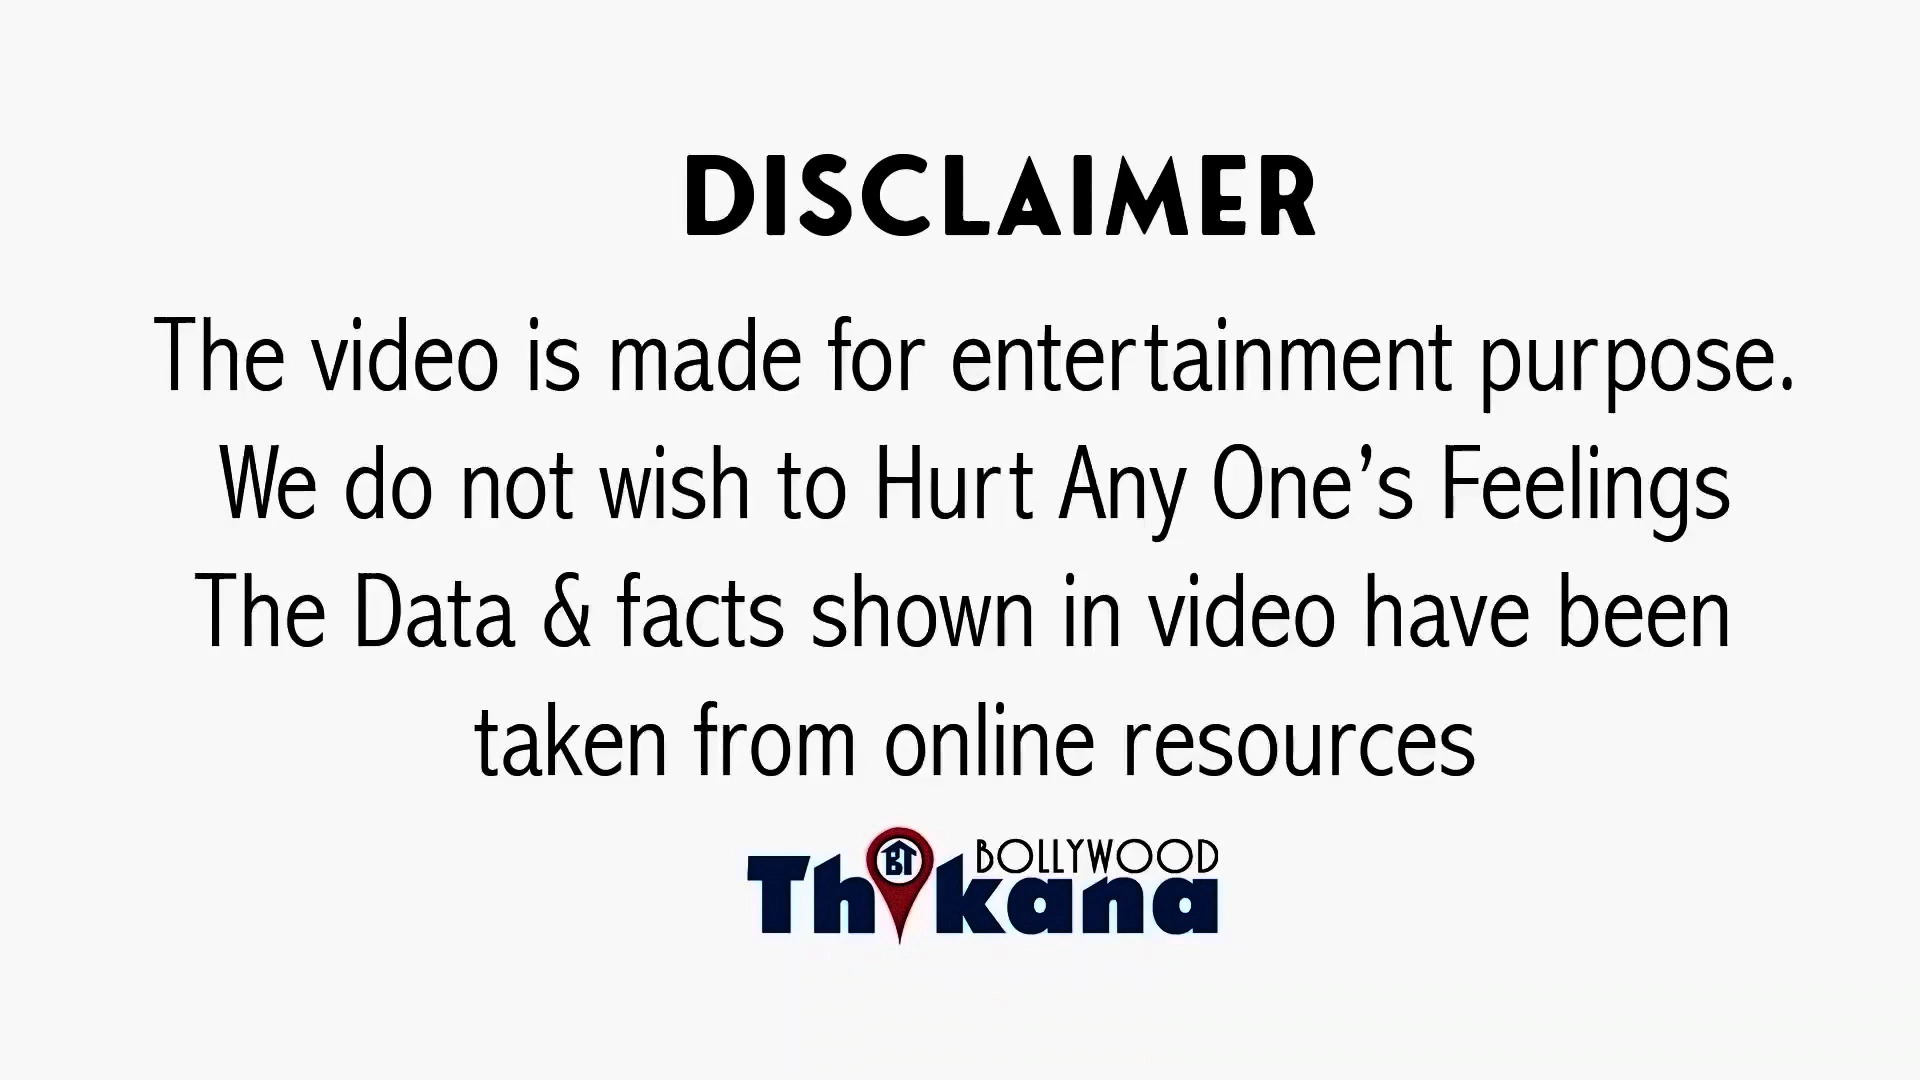 DISCLAIMER
The video is made for entertainment purpose.
We do not wish to Hurt Any One's Feelings
The Data & facts shown in video have been
taken from online resources
BT
BOLLYWOOD
Thikana